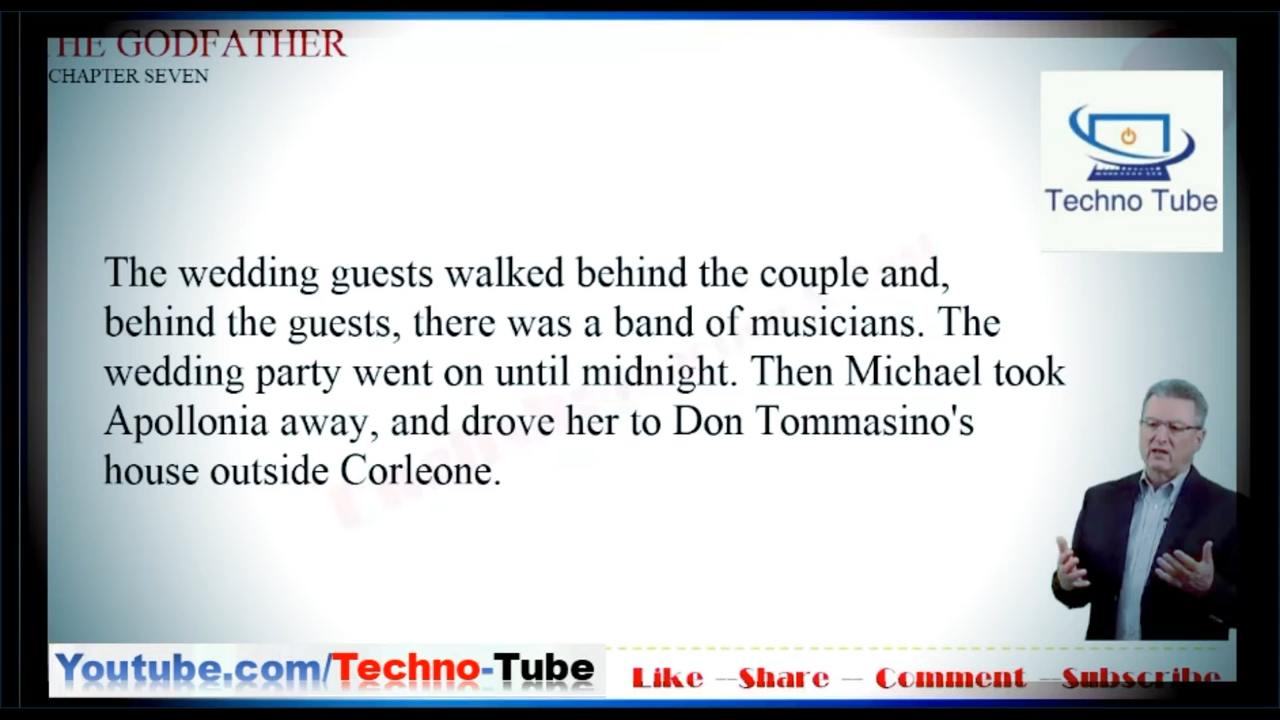 THE GODFATHER
CHAPTER SEVEN
Techno Tube
The wedding guests walked behind the couple and,
behind the guests, there was a band of musicians. The
wedding party went on until midnight. Then Michael took
Apollonia away, and drove her to Don Tommasino's
house outside Corleone.
Youtube.com/Techno-Tube
Like -- Share -- Comment -- Subscribe